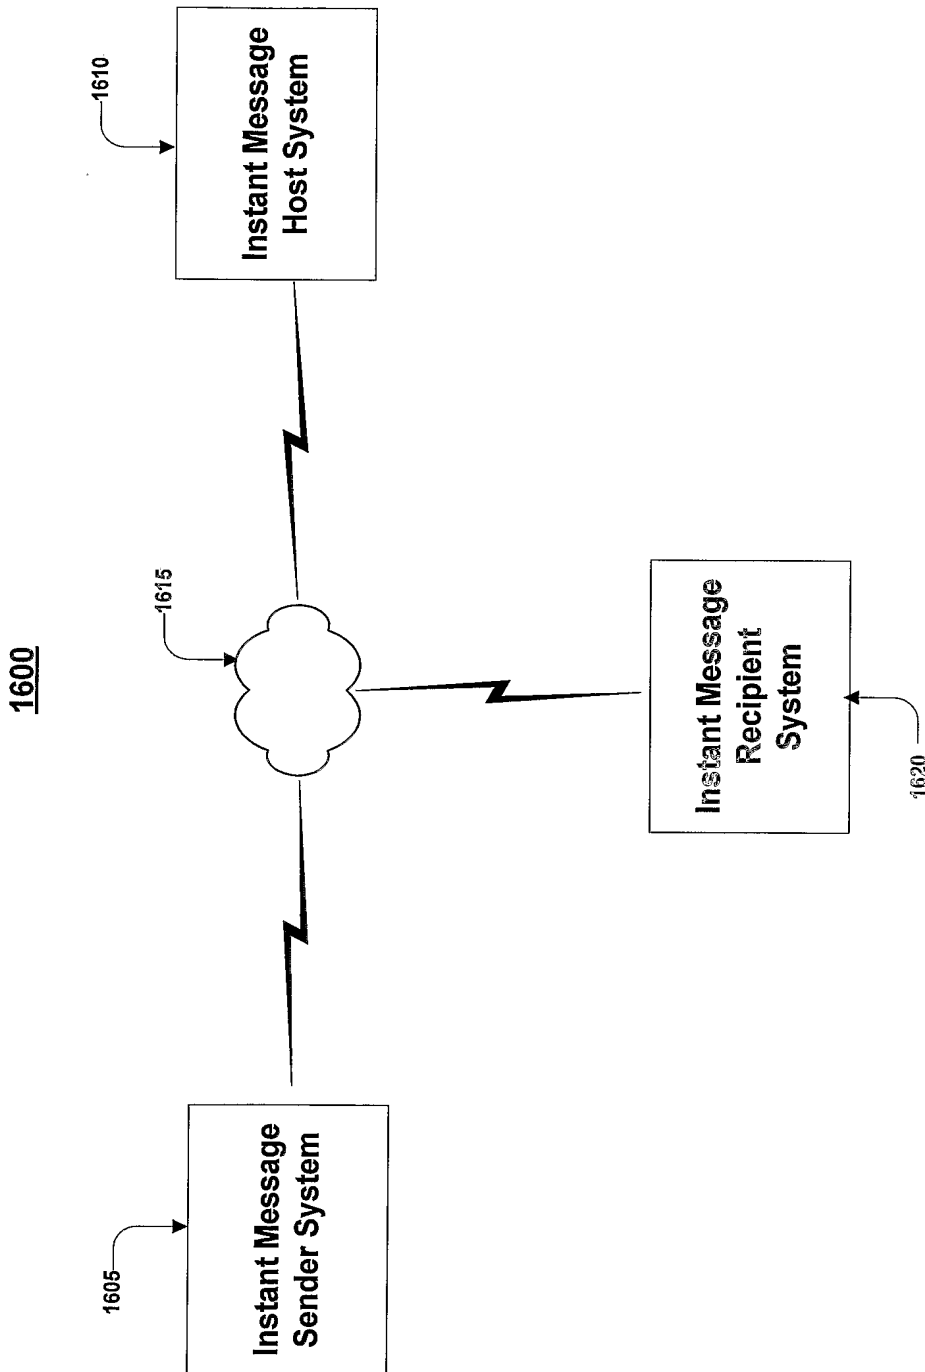 1600
1605
Instant Message
Sender System
1615
1610
Instant Message
Host System
Instant Message
Recipient
System
1620